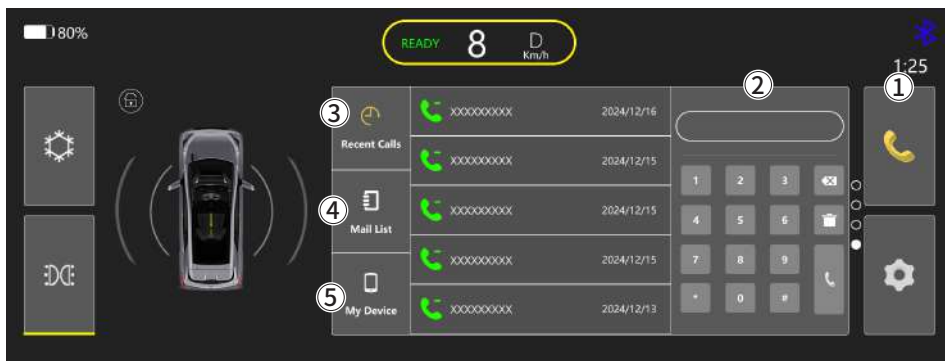 80%
READY 8 D
Km/h
1:25
①
②
③
Recent Calls
XXXXXXXXX 2024/12/16
XXXXXXXXX 2024/12/15
④
Mail List
XXXXXXXXX 2024/12/15
XXXXXXXXX 2024/12/15
⑤
My Device
XXXXXXXXX 2024/12/13
1 2 3
4 5 6
7 8 9
* 0 #